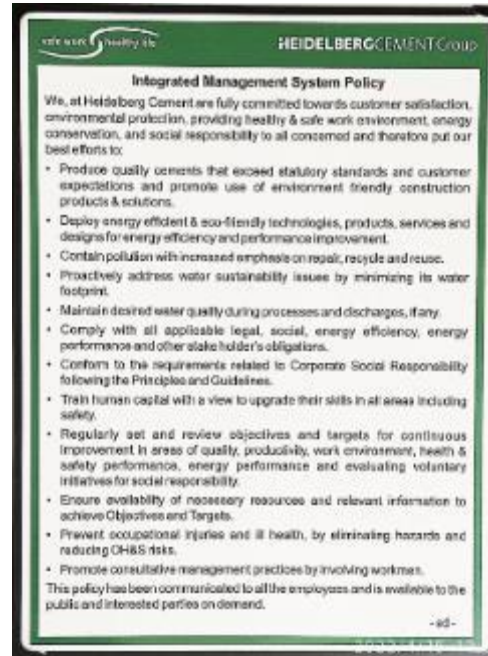 safe work healthy life
HEIDELBERGCEMENT Group
Integrated Management System Policy
We, at Heidelberg Cement are fully committed towards customer satisfaction,
environmental protection, providing healthy & safe work environment, energy
conservation, and social responsibility to all concerned and therefore put our
best efforts to:
• Produce quality cements that exceed statutory standards and customer
expectations and promote use of environment friendly construction
products & solutions.
• Deploy energy efficient & eco-friendly technologies, products, services and
designs for energy efficiency and performance improvement.
• Contain pollution with increased emphasis on repair, recycle and reuse.
• Proactively address water sustainability issues by minimizing its water
footprint.
• Maintain desired water quality during processes and discharges, if any.
• Comply with all applicable legal, social, energy efficiency, energy
performance and other stake holder's obligations.
• Conform to the requirements related to Corporate Social Responsibility
following the Principles and Guidelines.
• Train human capital with a view to upgrade their skills in all areas including
safety.
• Regularly set and review objectives and targets for continuous
improvement in areas of quality, productivity, work environment, health &
safety performance, energy performance and evaluating voluntary
initiatives for social responsibility.
• Ensure availability of necessary resources and relevant information to
achieve Objectives and Targets.
• Prevent occupational injuries and ill health, by eliminating hazards and
reducing OH&S risks.
• Promote consultative management practices by involving workmen.
This policy has been communicated to all the employees and is available to the
public and interested parties on demand.
-sd-